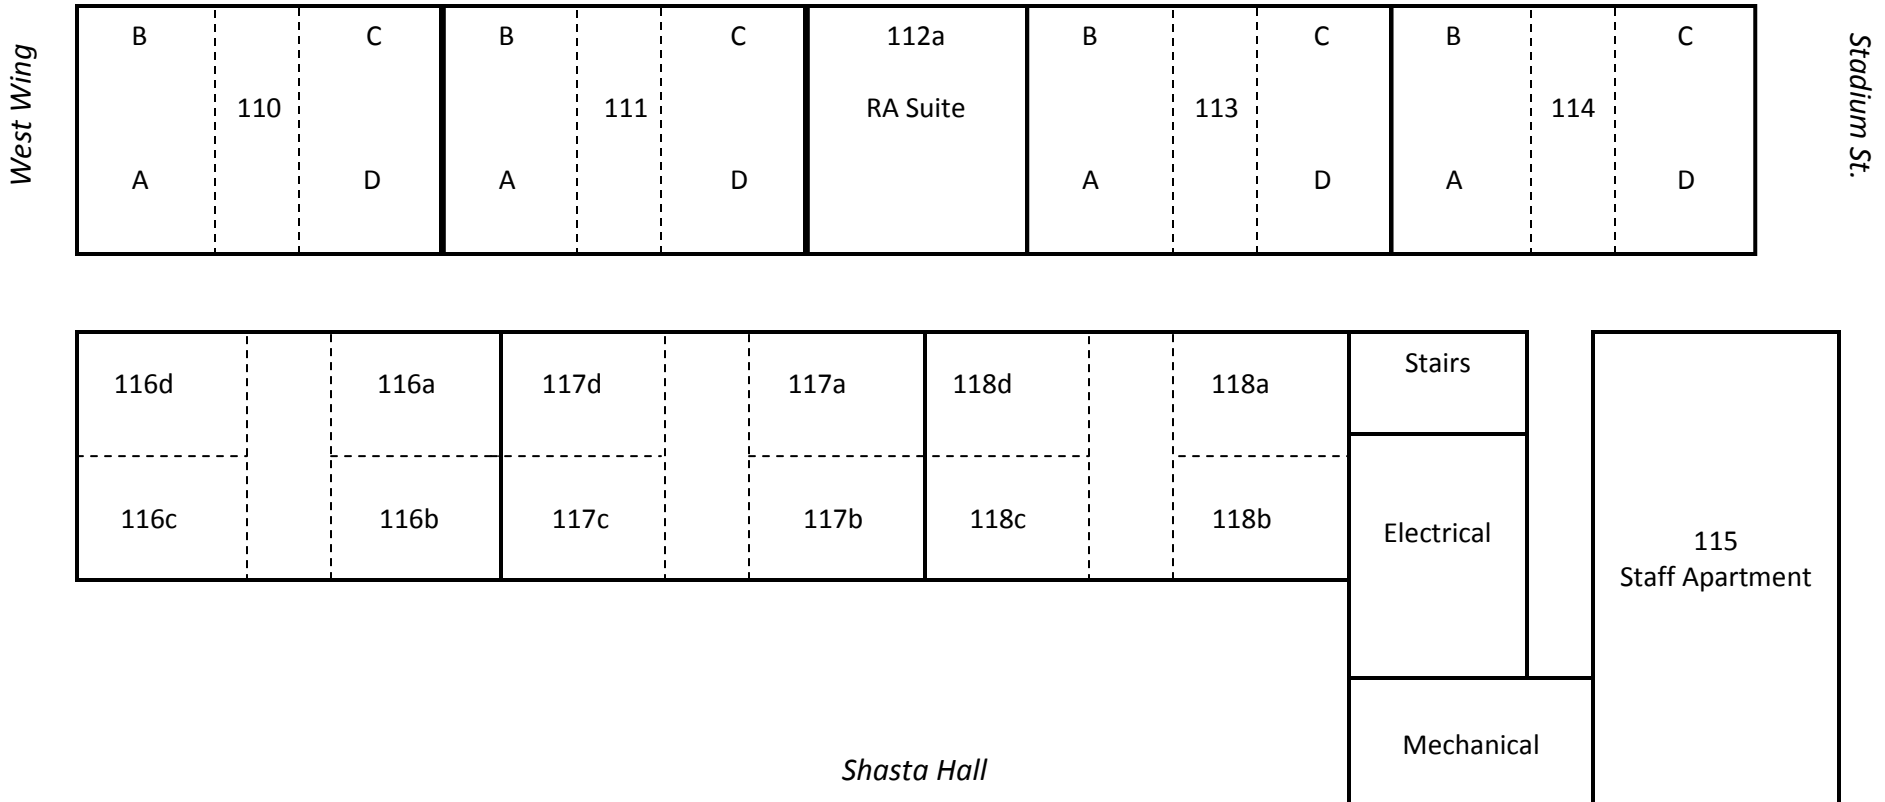 West Wing
B C B C 112a B C B C
110 111 RA Suite 113 114
A D A D A D A D
Stadium St.
116d 116a 117d 117a 118d 118a Stairs
116c 116b 117c 117b 118c 118b Electrical
115
Staff Apartment
Mechanical
Shasta Hall